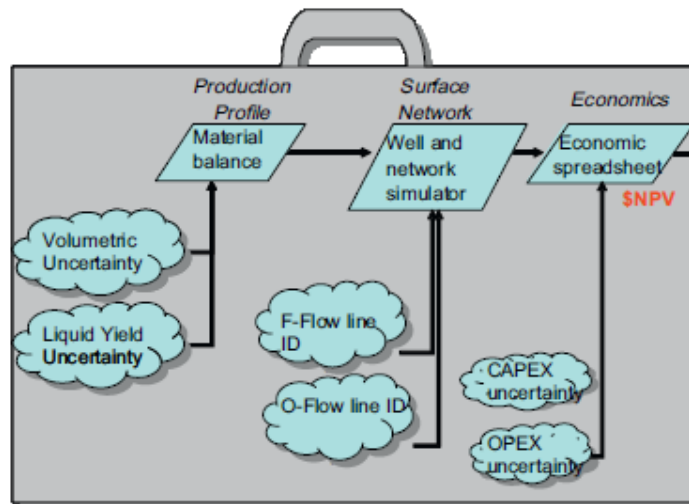 Production
Profile
Surface
Network
Economics
Material
balance
Well and
network
simulator
Economic
spreadsheet
$NPV
Volumetric
Uncertainty
Liquid Yield
Uncertainty
F-Flow line
ID
O-Flow line ID
CAPEX
uncertainty
OPEX
uncertainty